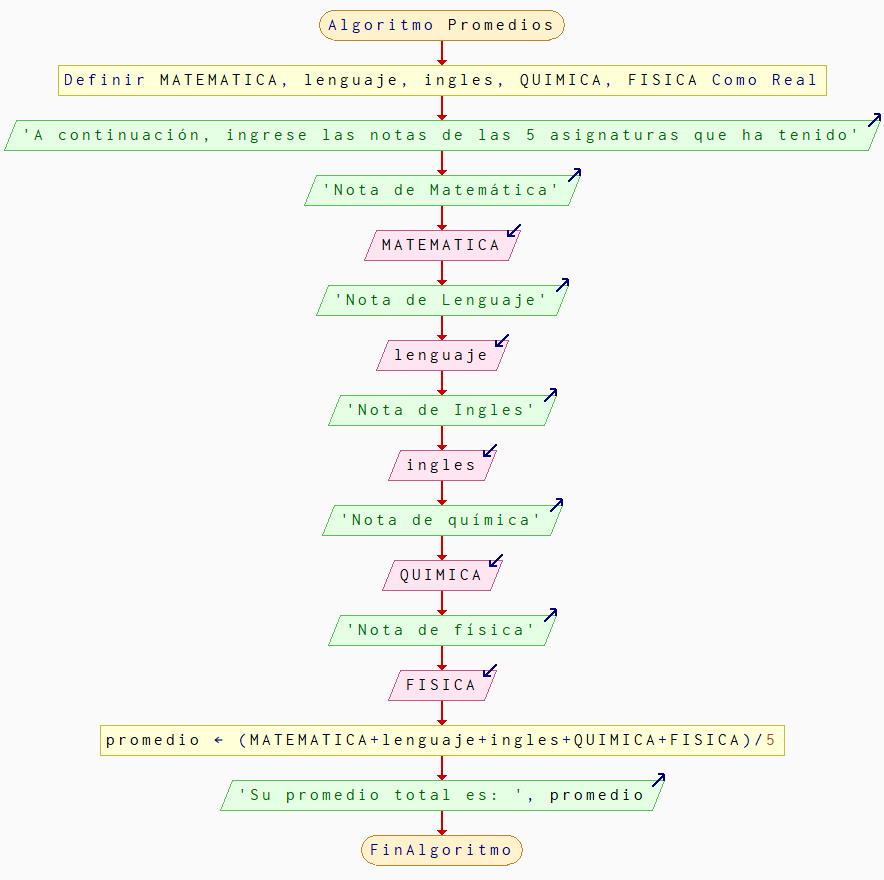 Algoritmo Promedios
Definir MATEMATICA, lenguaje, ingles, QUIMICA, FISICA Como Real
'A continuación, ingrese las notas de las 5 asignaturas que ha tenido'
'Nota de Matemática'
MATEMATICA
'Nota de Lenguaje'
lenguaje
'Nota de Ingles'
ingles
'Nota de química'
QUIMICA
'Nota de física'
FISICA
promedio ← (MATEMATICA+lenguaje+ingles+QUIMICA+FISICA)/5
'Su promedio total es: ', promedio
FinAlgoritmo